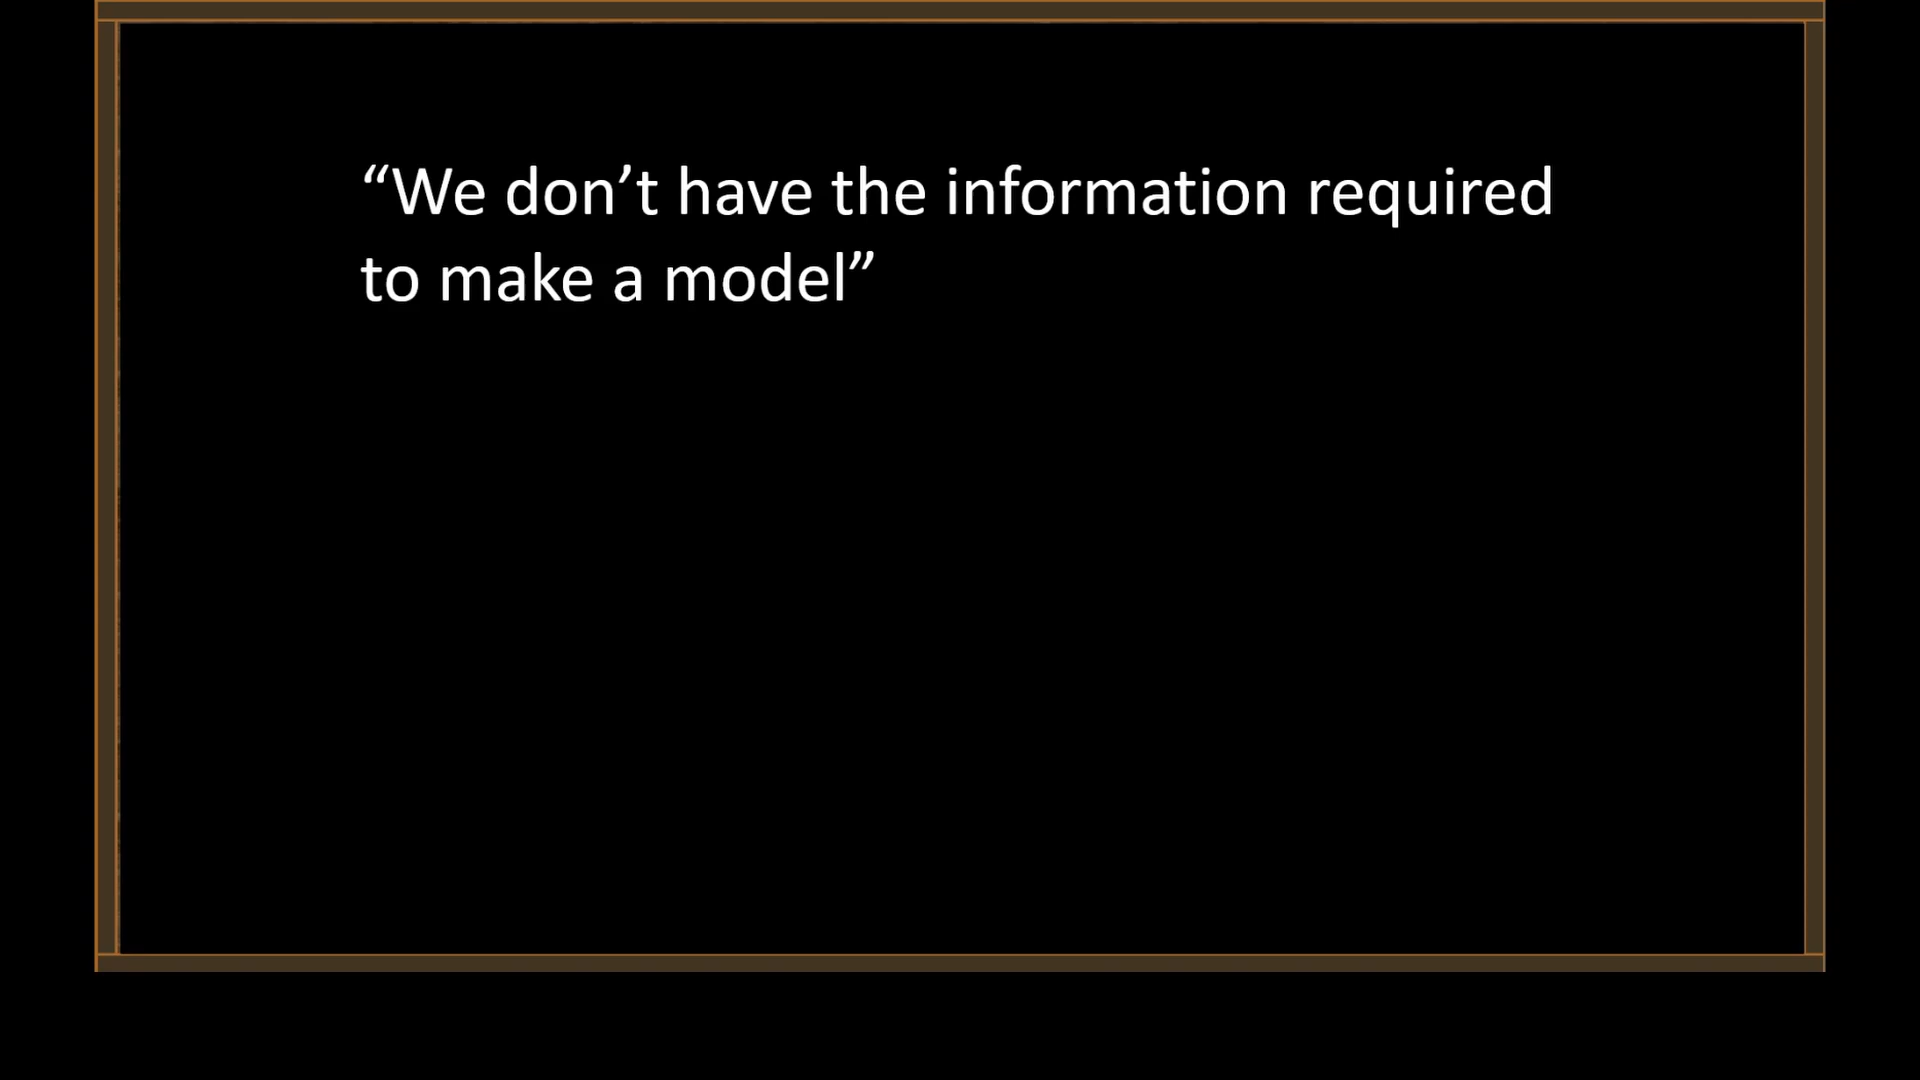 “We don’t have the information required
to make a model”